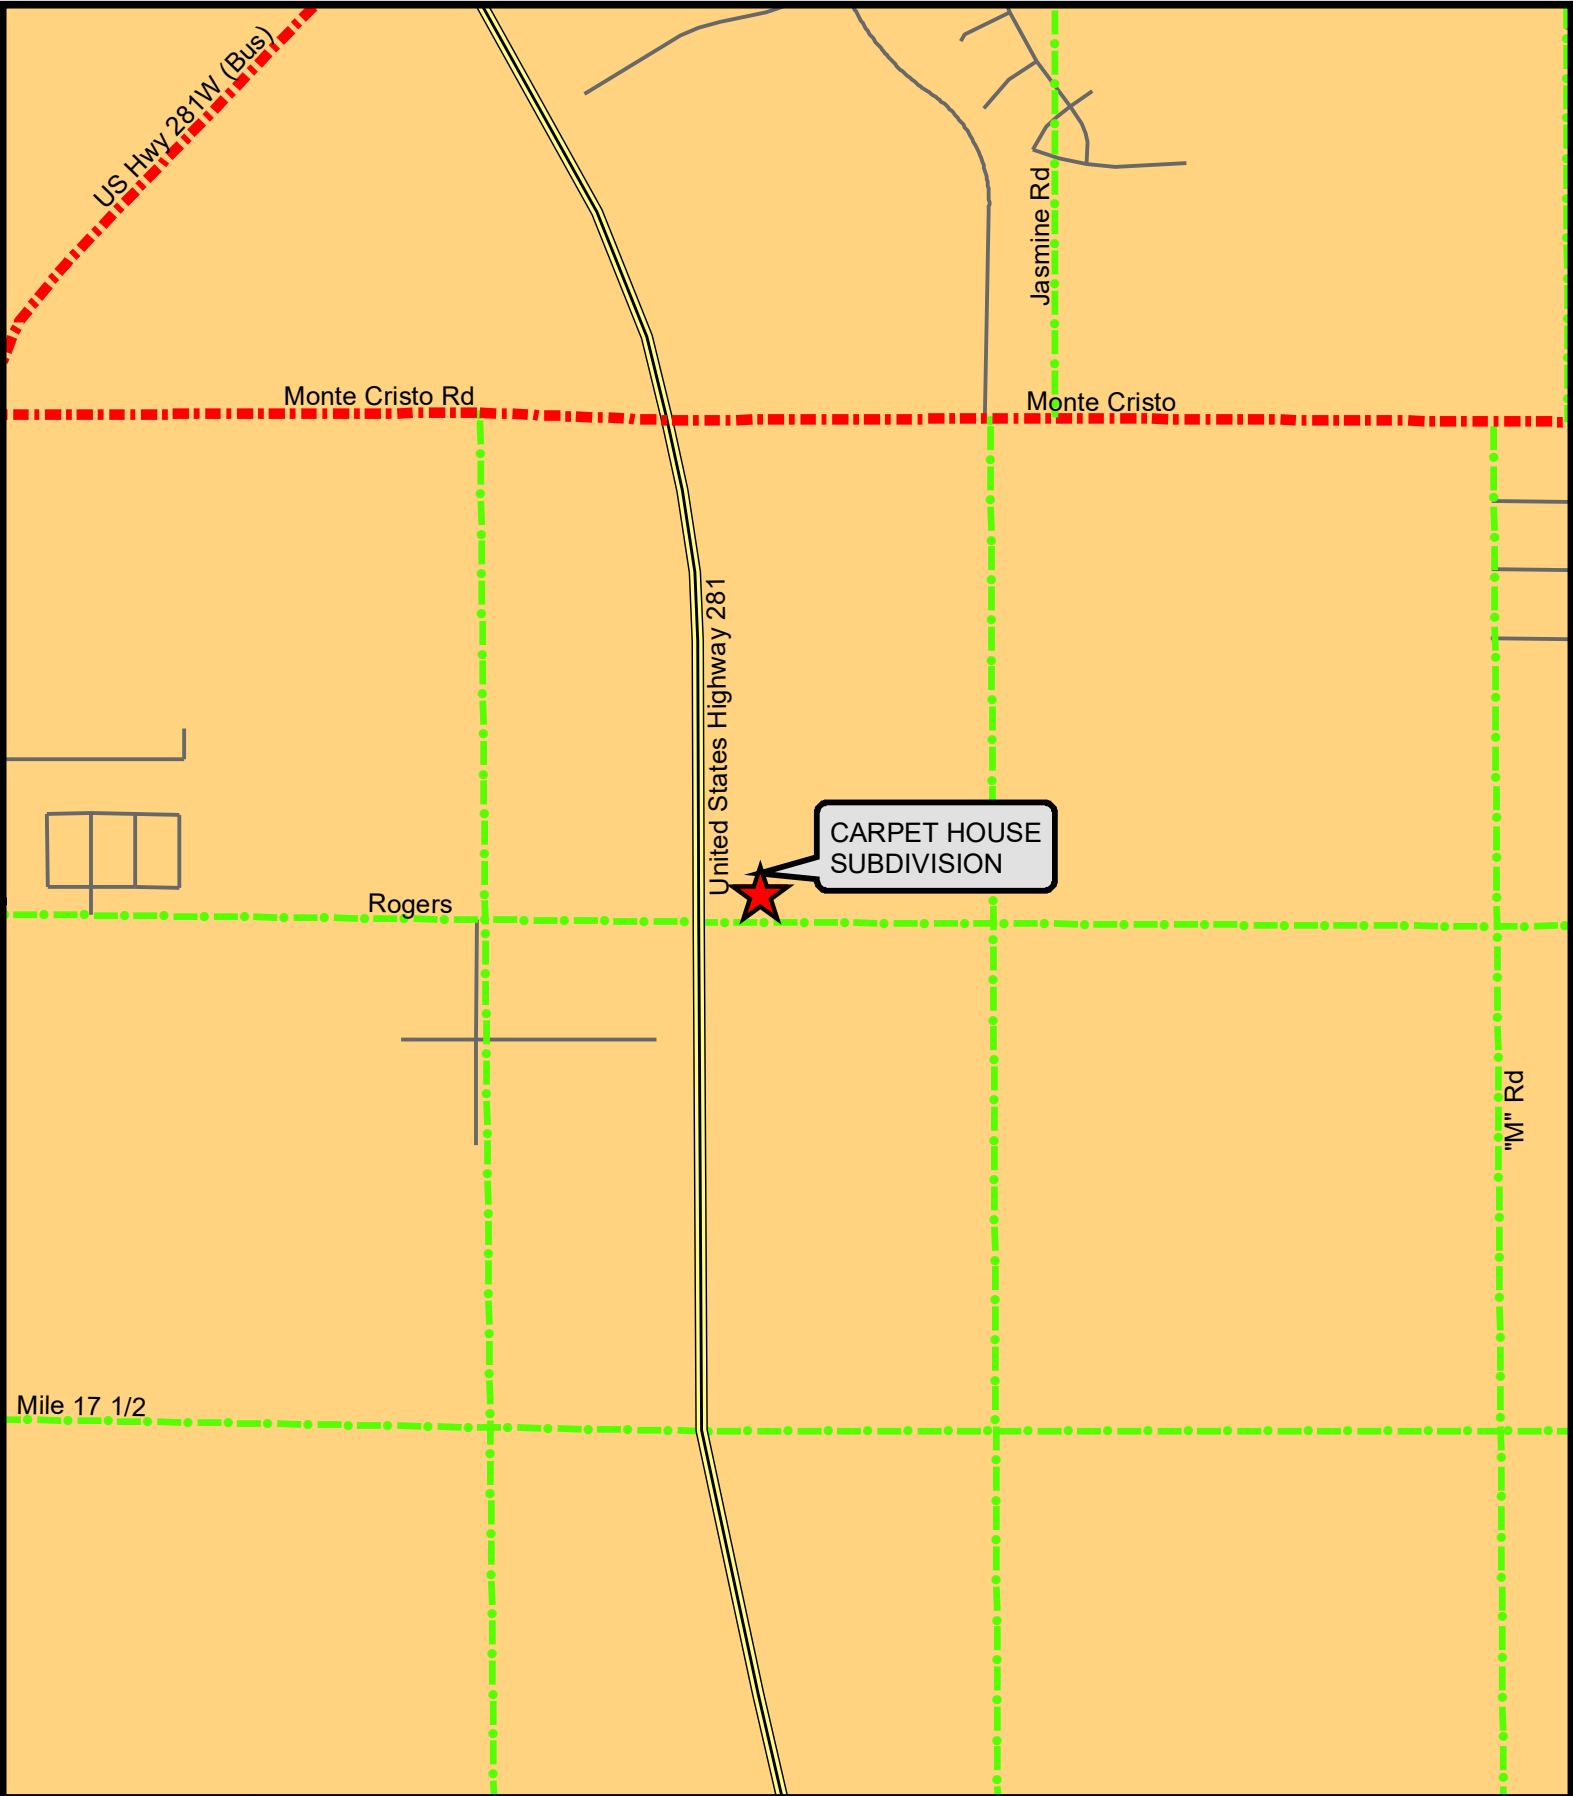 US Hwy 281W (Bus)
Jasmine Rd
Monte Cristo Rd
Monte Cristo
United States Highway 281
CARPET HOUSE
SUBDIVISION
Rogers
"M" Rd
Mile 17 1/2